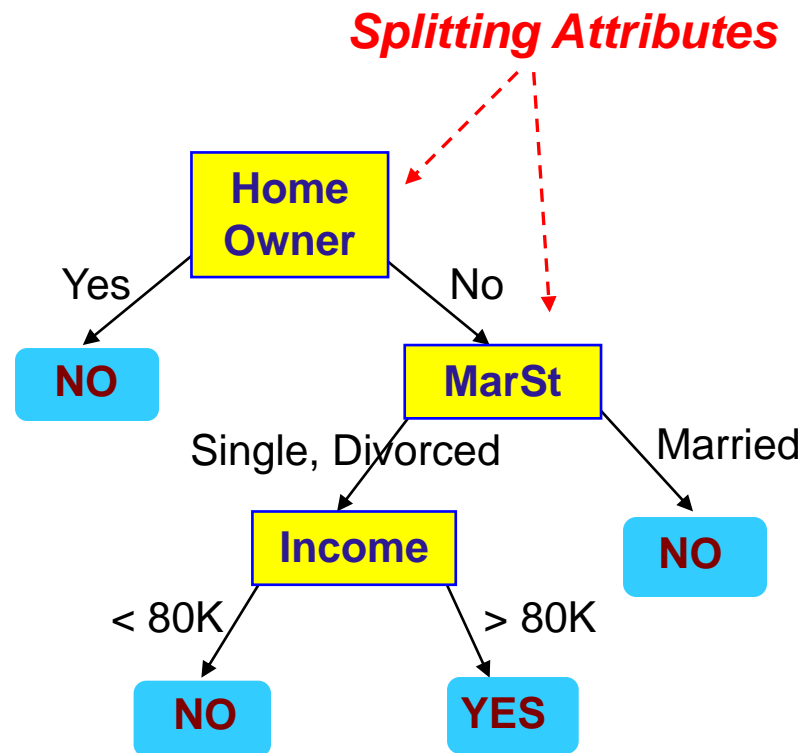 Splitting Attributes
Home
Owner
Yes
No
NO
MarSt
Single, Divorced
Married
Income
NO
< 80K
> 80K
NO
YES